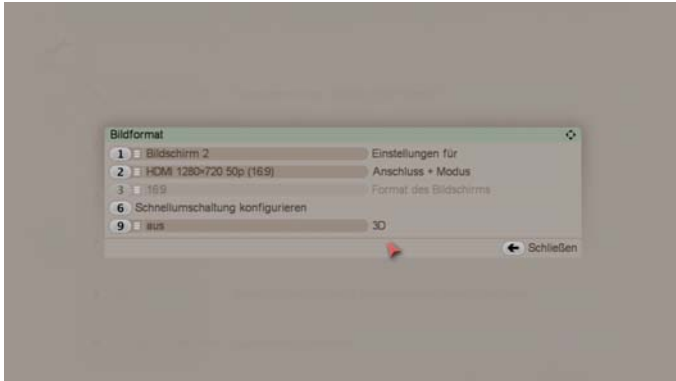 Bildformat
1 Bildschirm 2 Einstellungen für
2 HDMI 1280×720 50p (16:9) Anschluss + Modus
3 16:9 Format des Bildschirms
6 Schnellumschaltung konfigurieren
9 aus 3D
Schließen